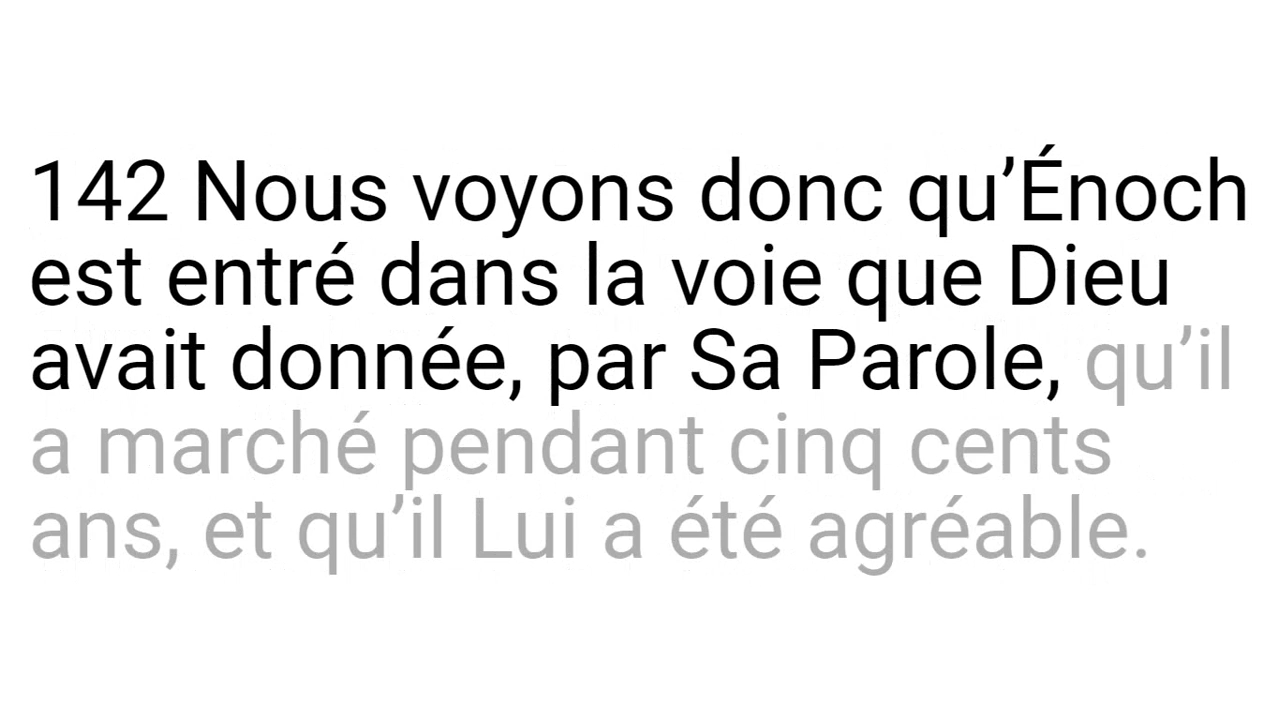 142 Nous voyons donc qu’Énoch
est entré dans la voie que Dieu
avait donnée, par Sa Parole, qu’il
a marché pendant cinq cents
ans, et qu’il Lui a été agréable.